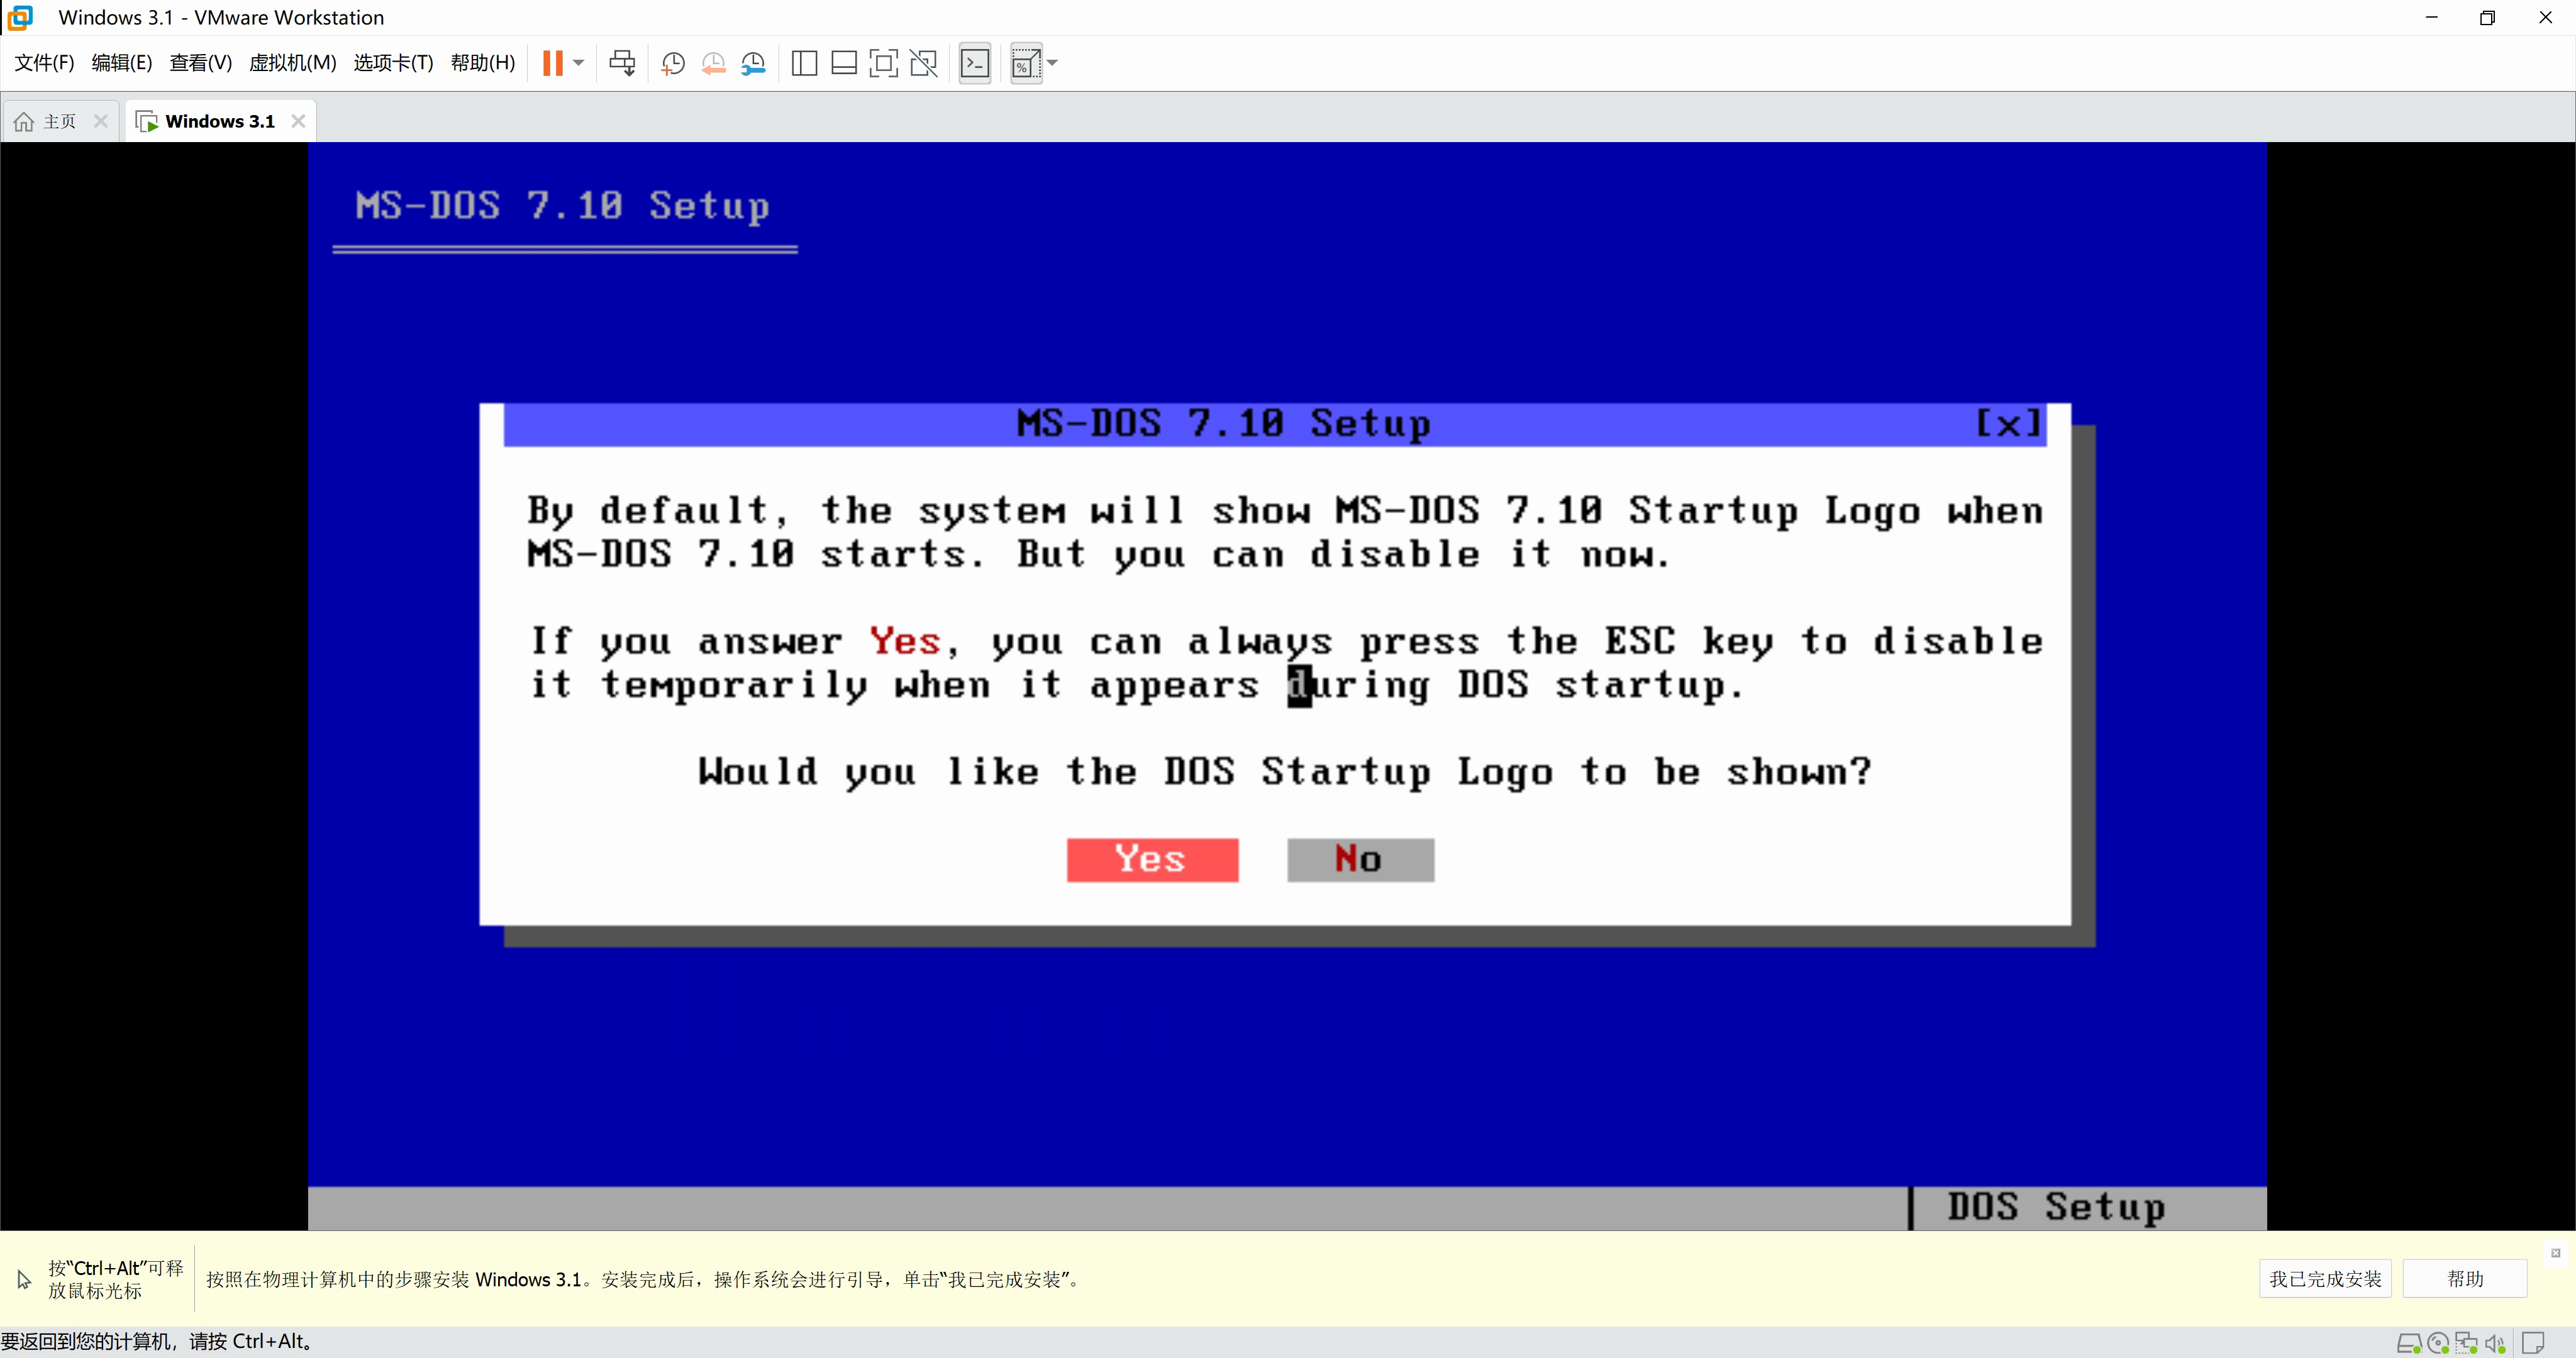 Windows 3.1 - VMware Workstation
文件(F) 编辑(E) 查看(V) 虚拟机(M) 选项卡(T) 帮助(H)
主页 Windows 3.1
MS-DOS 7.10 Setup
MS-DOS 7.10 Setup [x]
By default, the system will show MS-DOS 7.10 Startup Logo when
MS-DOS 7.10 starts. But you can disable it now.
If you answer Yes, you can always press the ESC key to disable
it temporarily when it appears during DOS startup.
Would you like the DOS Startup Logo to be shown?
Yes No
DOS Setup
按“Ctrl+Alt”可释
放鼠标光标
按照在物理计算机中的步骤安装 Windows 3.1。安装完成后，操作系统会进行引导，单击“我已完成安装”。
我已完成安装 帮助
要返回到您的计算机，请按 Ctrl+Alt。